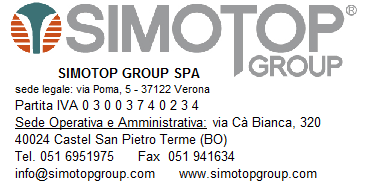 SIMOTOP®
GROUP
SIMOTOP GROUP SPA
sede legale: via Poma, 5 - 37122 Verona
Partita IVA 0 3 0 0 3 7 4 0 2 3 4
Sede Operativa e Amministrativa: via Cà Bianca, 320
40024 Castel San Pietro Terme (BO)
Tel. 051 6951975 Fax 051 941634
info@simotopgroup.com www.simotopgroup.com